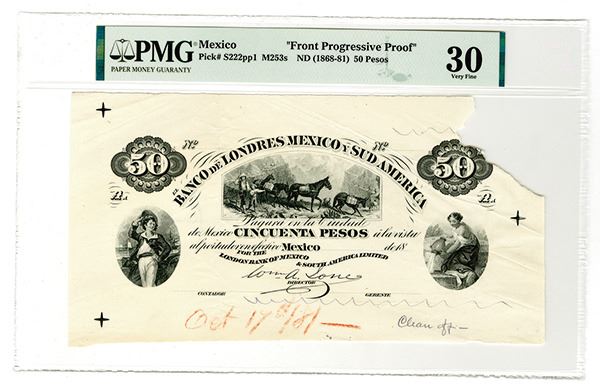 PMG
PAPER MONEY GUARANTY
Mexico "Front Progressive Proof"
Pick# S222pp1 M253s ND (1868-81) 50 Pesos
30
Very Fine
Nº Nº
50 50
EL BANCO DE LONDRES MEXICO Y SUD AMERICA
Pagará en la Ciudad
de Mexico CINCUENTA PESOS á la vista
al portador en efectivo Mexico de 18
FOR THE
LONDON BANK OF MEXICO & SOUTH AMERICA LIMITED
DIRECTOR
CONTADOR GERENTE
Oct 17
Clean off —